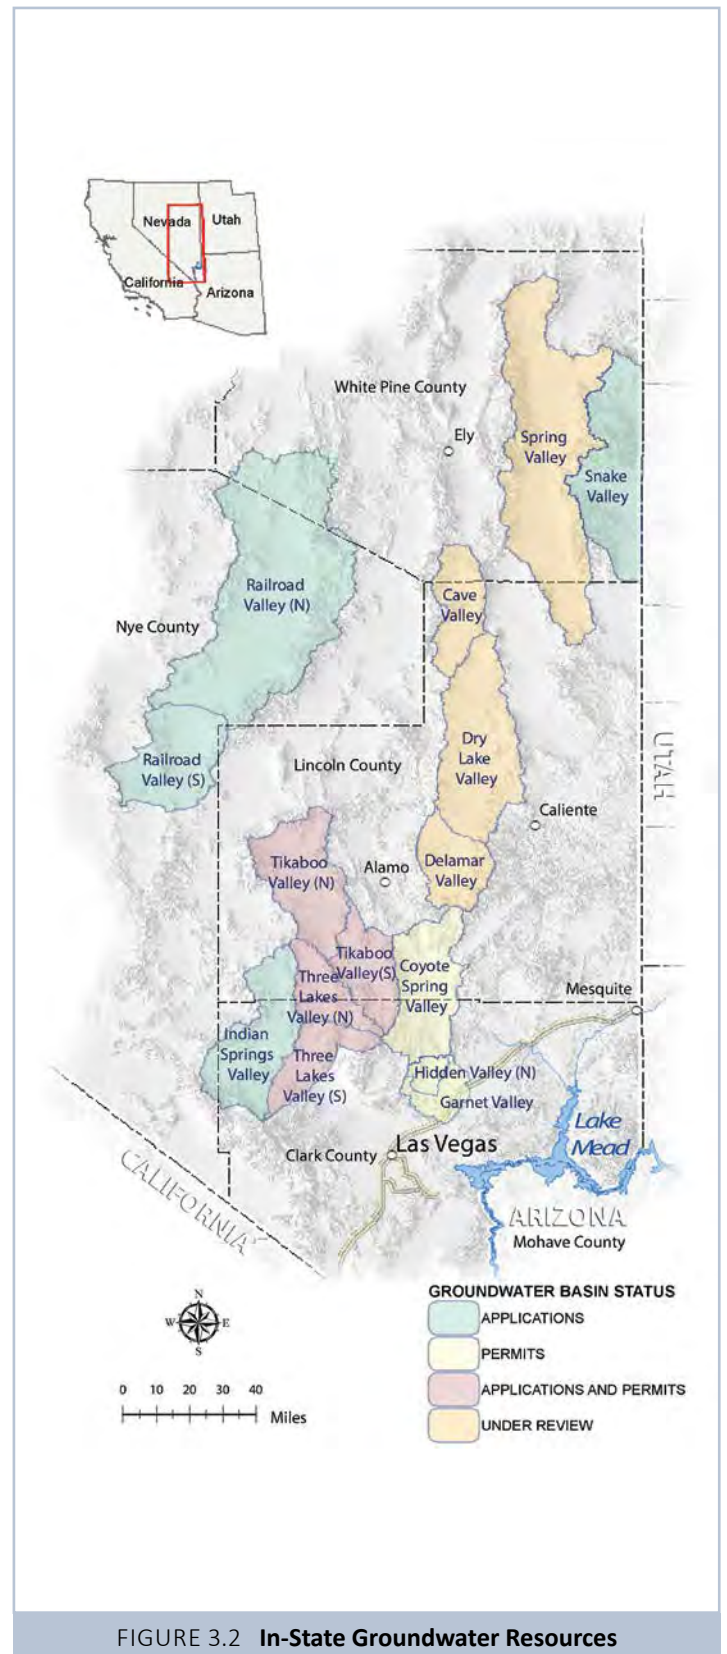 Nevada
Utah
California
Arizona
White Pine County
Ely
Spring
Valley
Snake
Valley
Railroad
Valley (N)
Cave
Valley
Nye County
Railroad
Valley (S)
Dry
Lake
Valley
UTAH
Lincoln County
Caliente
Tikaboo
Valley (N)
Alamo
Delamar
Valley
Tikaboo
Valley(S)
Coyote
Spring
Valley
Three
Lakes
Valley (N)
Mesquite
Indian
Springs
Valley
Three
Lakes
Valley (S)
Hidden Valley (N)
Garnet Valley
Lake
Mead
Las Vegas
Clark County
CALIFORNIA
ARIZONA
Mohave County
GROUNDWATER BASIN STATUS
APPLICATIONS
PERMITS
APPLICATIONS AND PERMITS
UNDER REVIEW
N
W E
S
0 10 20 30 40
Miles
FIGURE 3.2 In-State Groundwater Resources